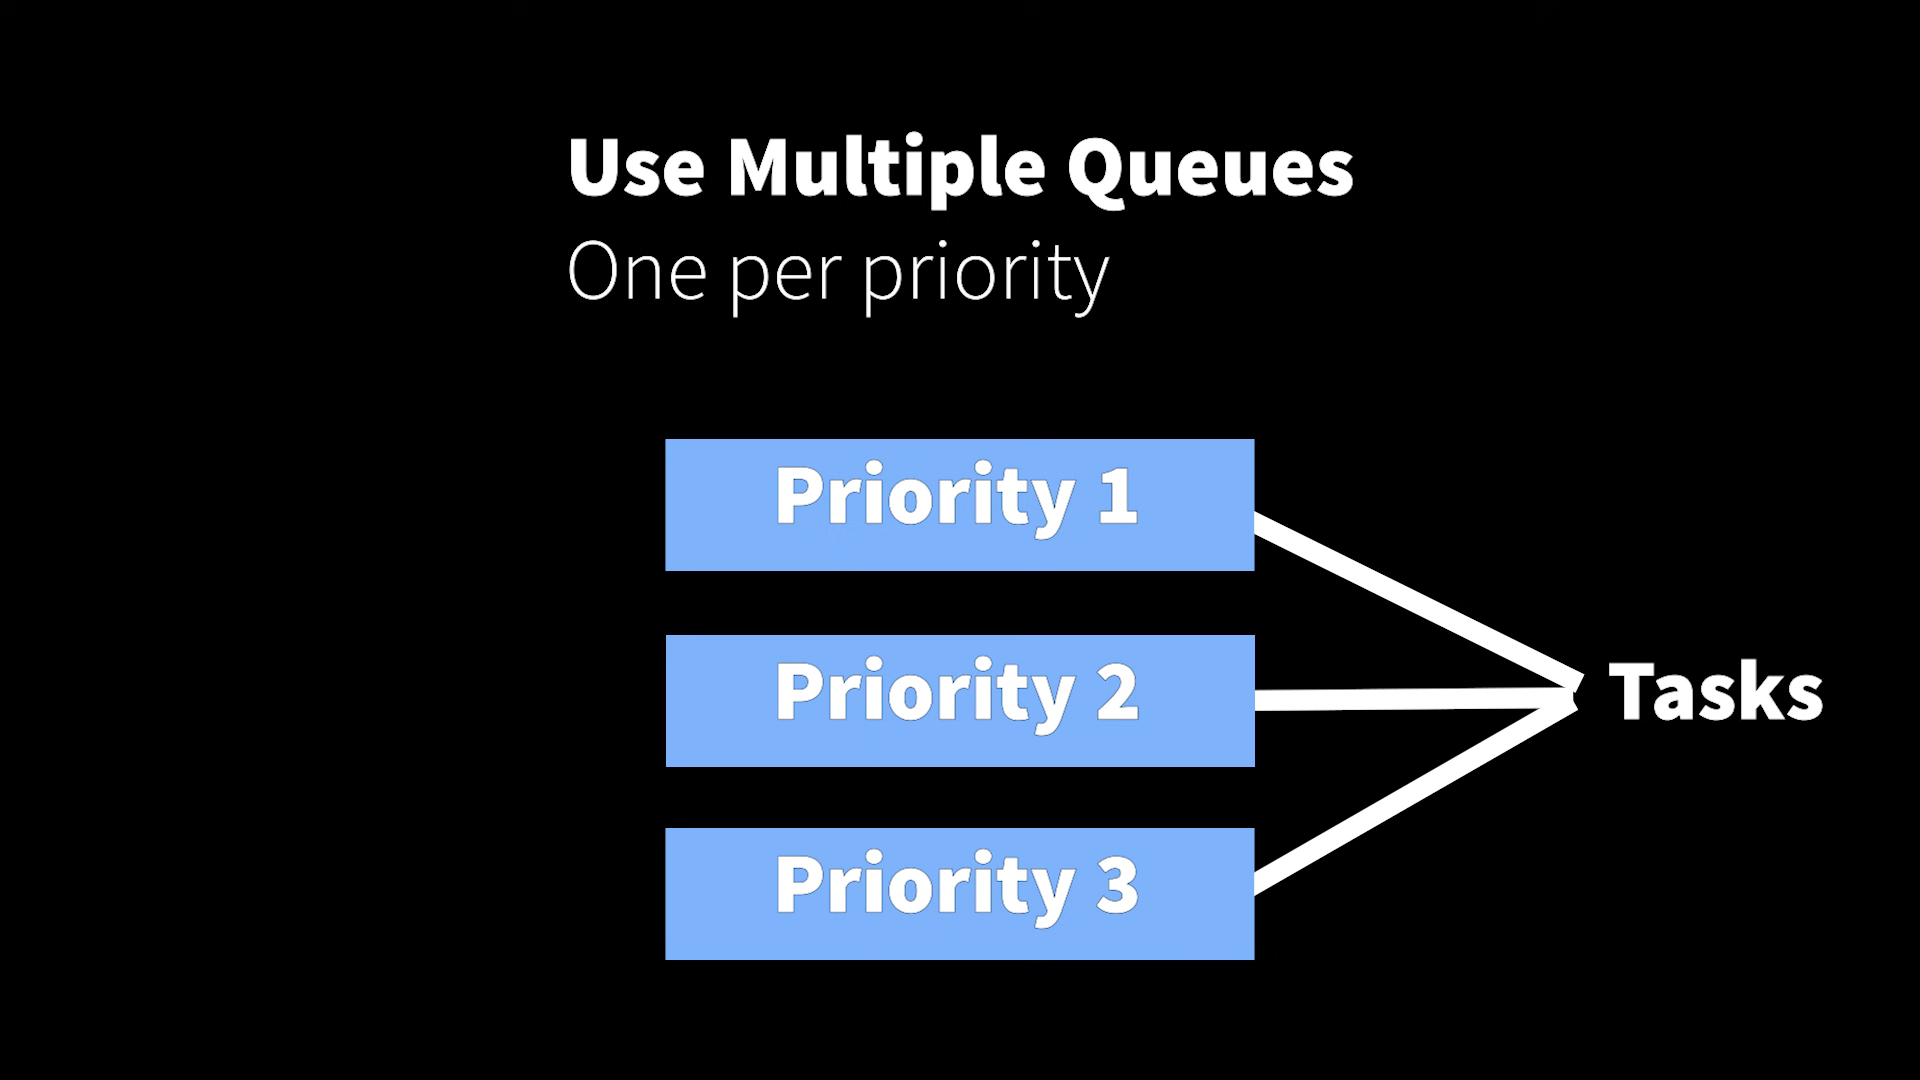 Use Multiple Queues
One per priority
Priority 1
Priority 2
Tasks
Priority 3